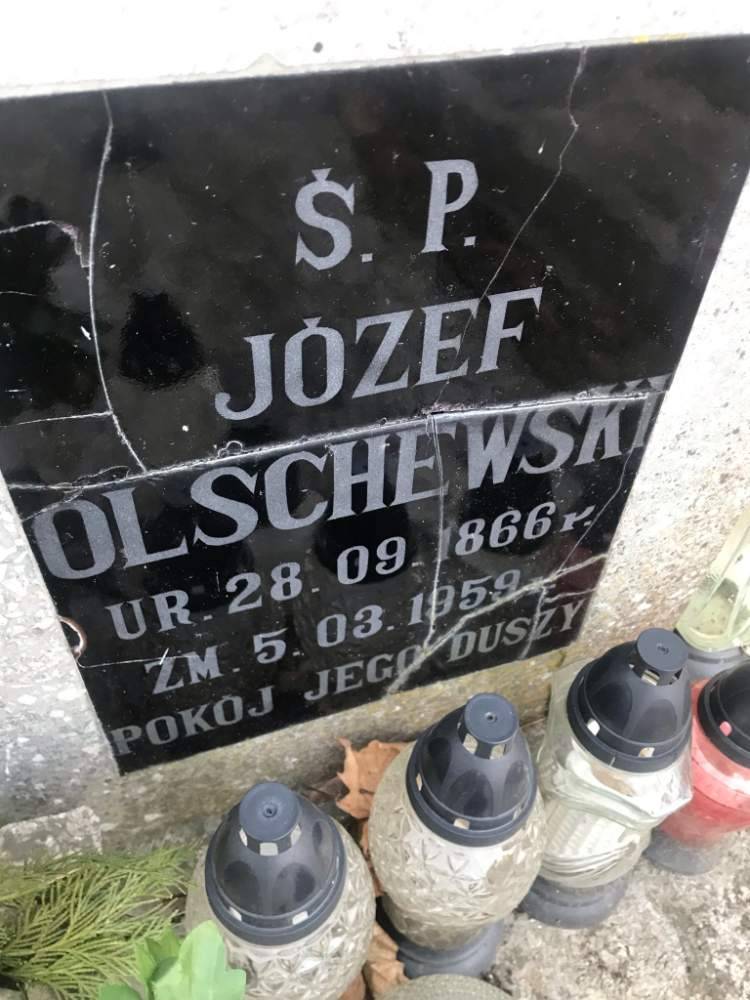 Ś. P.
JÓZEF
OLSCHEWSKI
UR. 28. 09. 1866 r.
ZM. 5. 03. 1959
POKÓJ JEGO DUSZY